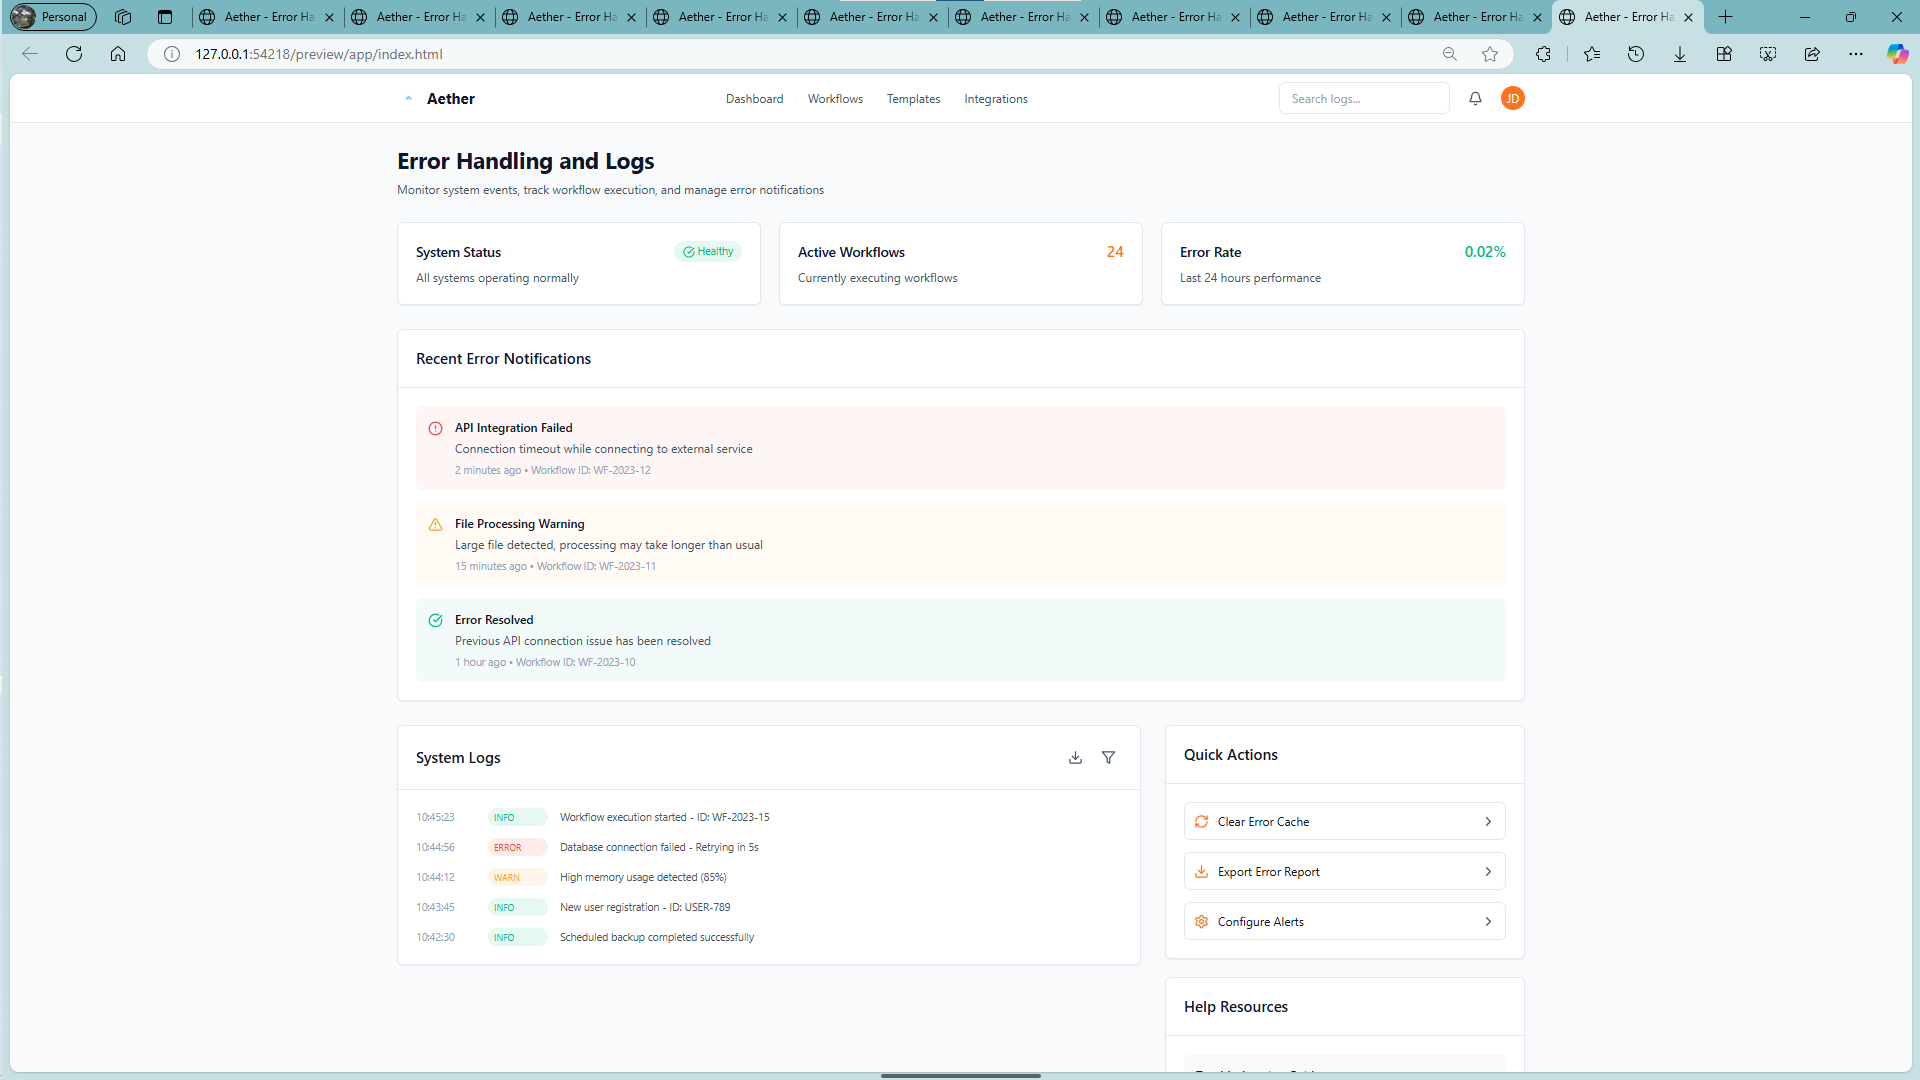 Personal
Aether - Error Ha
Aether - Error Ha
Aether - Error Ha
Aether - Error Ha
Aether - Error Ha
Aether - Error Ha
Aether - Error Ha
Aether - Error Ha
Aether - Error Ha
Aether - Error Ha
127.0.0.1:54218/preview/app/index.html
Aether
Dashboard
Workflows
Templates
Integrations
Search logs...
JD
Error Handling and Logs
Monitor system events, track workflow execution, and manage error notifications
System Status
Healthy
All systems operating normally
Active Workflows
24
Currently executing workflows
Error Rate
0.02%
Last 24 hours performance
Recent Error Notifications
API Integration Failed
Connection timeout while connecting to external service
2 minutes ago • Workflow ID: WF-2023-12
File Processing Warning
Large file detected, processing may take longer than usual
15 minutes ago • Workflow ID: WF-2023-11
Error Resolved
Previous API connection issue has been resolved
1 hour ago • Workflow ID: WF-2023-10
System Logs
10:45:23 INFO Workflow execution started - ID: WF-2023-15
10:44:56 ERROR Database connection failed - Retrying in 5s
10:44:12 WARN High memory usage detected (85%)
10:43:45 INFO New user registration - ID: USER-789
10:42:30 INFO Scheduled backup completed successfully
Quick Actions
Clear Error Cache
Export Error Report
Configure Alerts
Help Resources